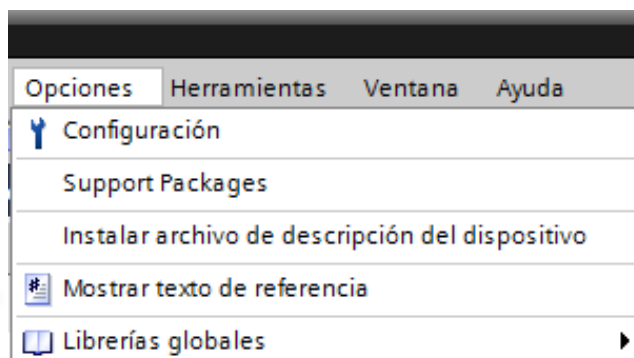 Opciones Herramientas Ventana Ayuda
Configuración
Support Packages
Instalar archivo de descripción del dispositivo
Mostrar texto de referencia
Librerías globales